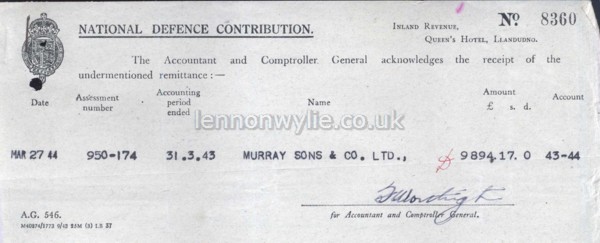 NATIONAL DEFENCE CONTRIBUTION.
INLAND REVENUE,
QUEEN'S HOTEL, LLANDUDNO.
No. 8360
The Accountant and Comptroller General acknowledges the receipt of the
undermentioned remittance:—
Date Assessment number Accounting period ended Name Amount £ s. d. Account
lennonwylie.co.uk
MAR 27 44 950-174 31.3.43 MURRAY SONS & CO. LTD., 9894.17.0 43-44
for Accountant and Comptroller General.
A.G. 546.